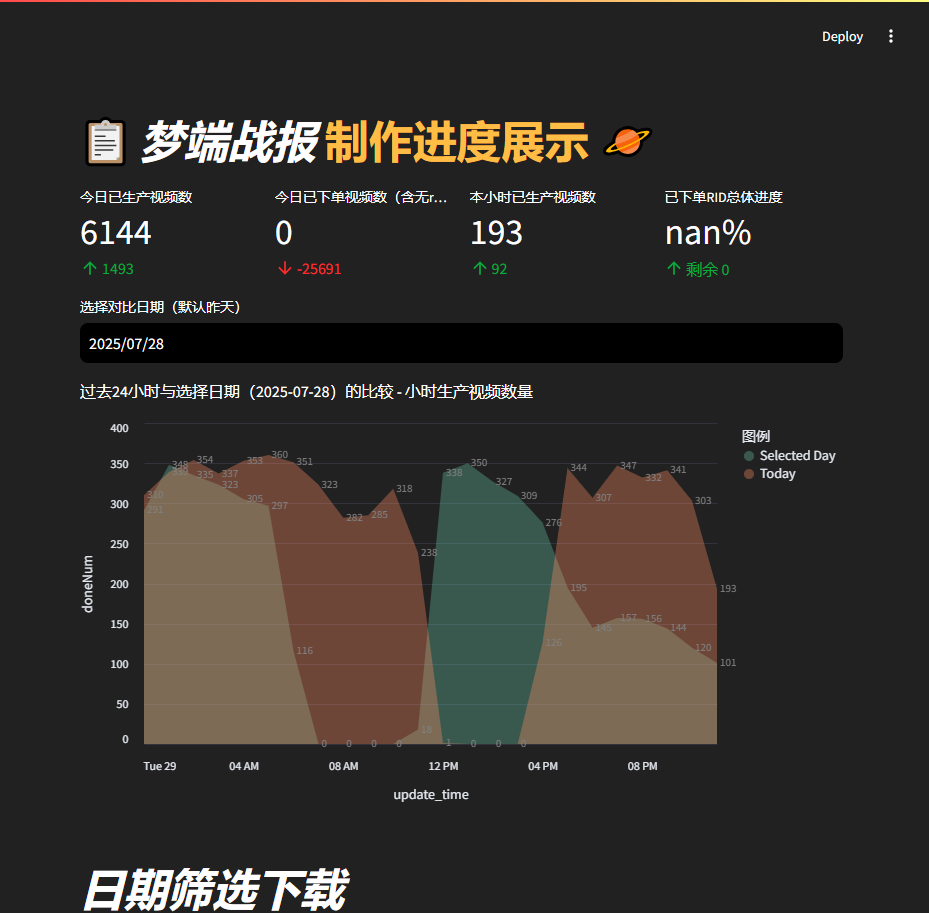 Deploy
梦端战报 制作进度展示
今日已生产视频数
6144
1493
今日已下单视频数（含无r...
0
-25691
本小时已生产视频数
193
92
已下单RID总体进度
nan%
剩余 0
选择对比日期（默认昨天）
2025/07/28
过去24小时与选择日期（2025-07-28）的比较 - 小时生产视频数量
图例
Selected Day
Today
doneNum
400
350
300
250
200
150
100
50
0
310
291
348
354
335
337
323
353
305
360
297
351
116
323
0
282
0
285
0
318
0
238
18
338
1
350
0
327
0
309
0
276
126
344
195
307
145
347
157
332
156
341
144
303
120
193
101
Tue 29
04 AM
08 AM
12 PM
04 PM
08 PM
update_time
日期筛选下载